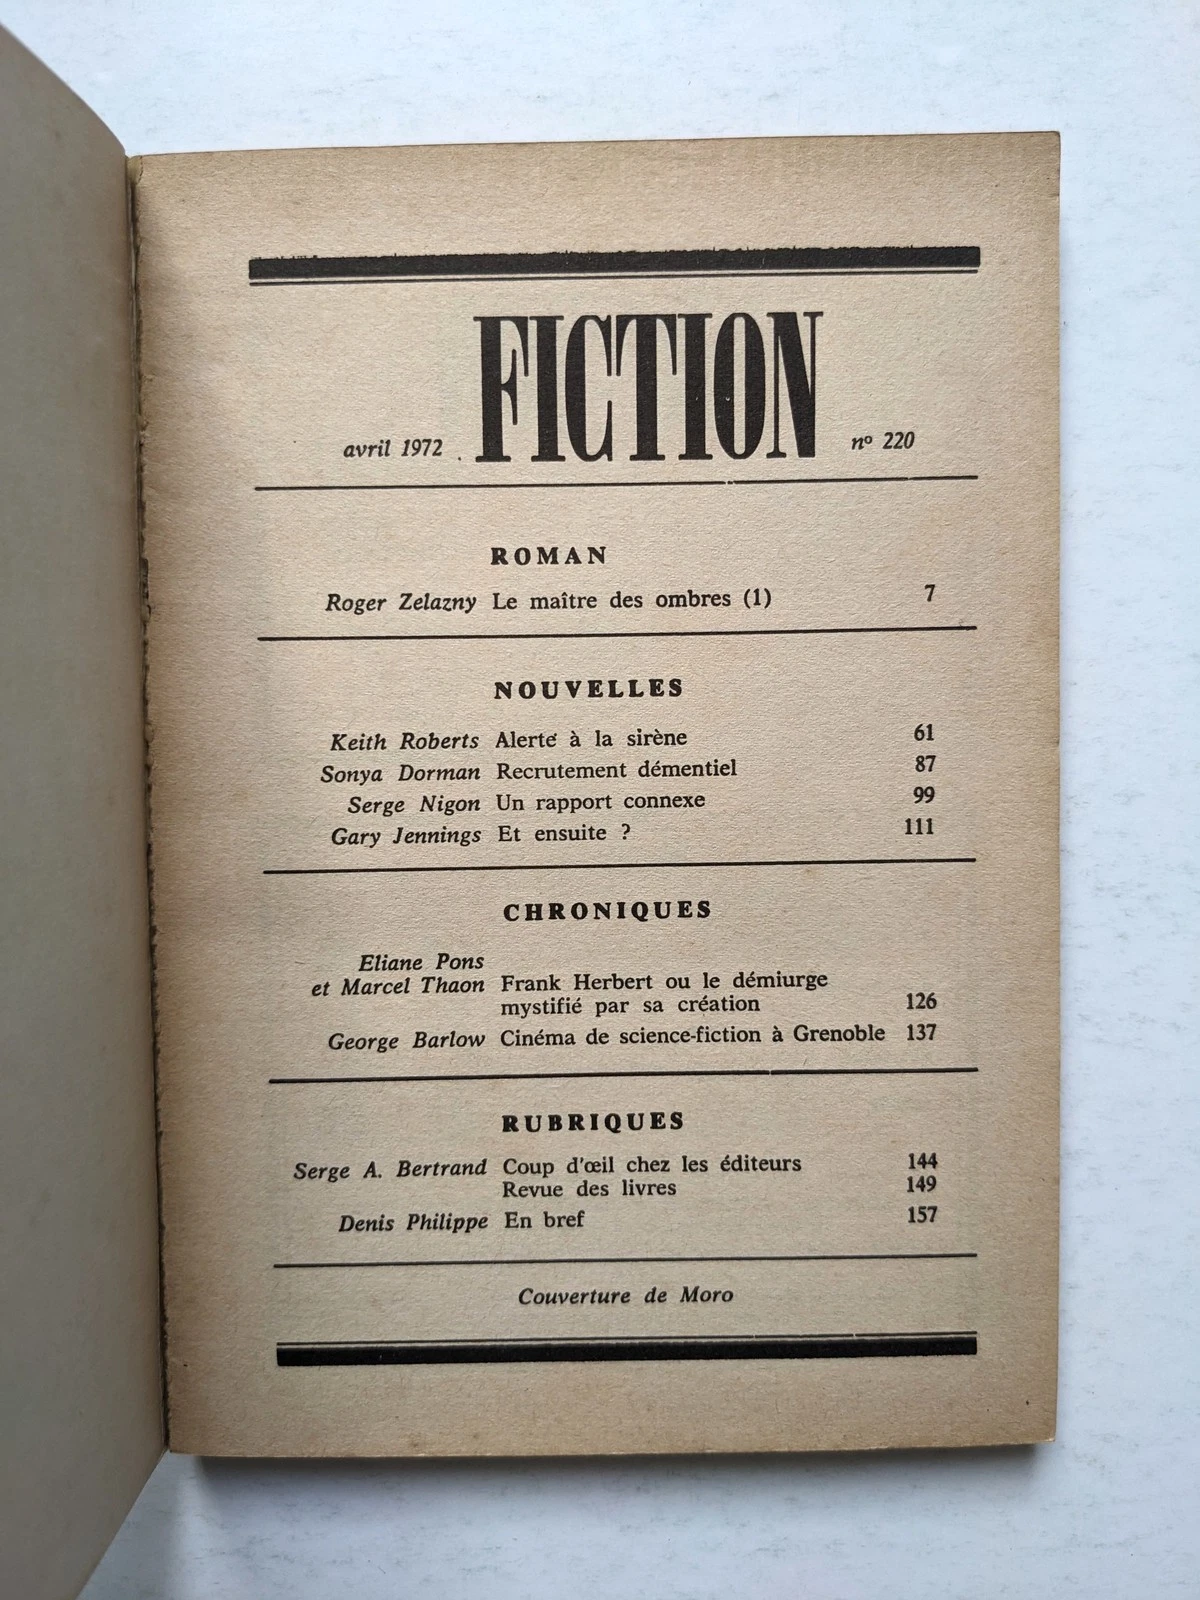 FICTION
avril 1972 nº 220
ROMAN
Roger Zelazny Le maître des ombres (1) 7
NOUVELLES
Keith Roberts Alerte à la sirène 61
Sonya Dorman Recrutement démentiel 87
Serge Nigon Un rapport connexe 99
Gary Jennings Et ensuite ? 111
CHRONIQUES
Eliane Pons
et Marcel Thaon Frank Herbert ou le démiurge
mystifié par sa création 126
George Barlow Cinéma de science-fiction à Grenoble 137
RUBRIQUES
Serge A. Bertrand Coup d'œil chez les éditeurs 144
Revue des livres 149
Denis Philippe En bref 157
Couverture de Moro